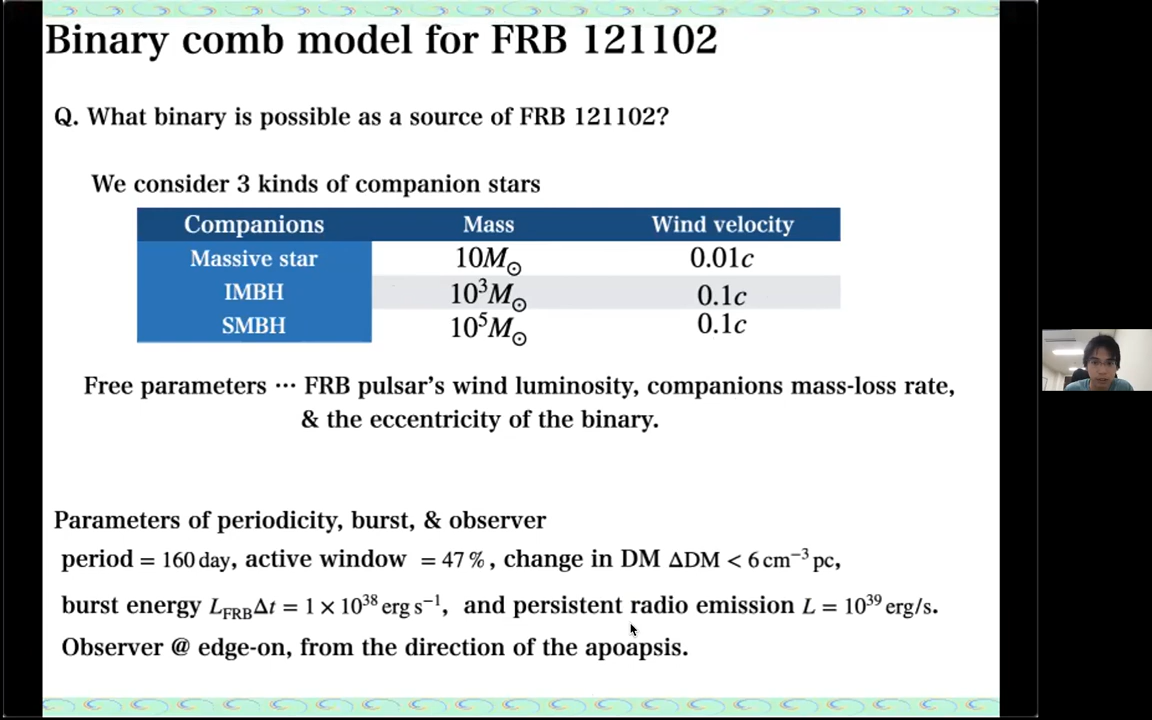 Binary comb model for FRB 121102
Q. What binary is possible as a source of FRB 121102?
We consider 3 kinds of companion stars
Companions Mass Wind velocity
Massive star 10M⊙ 0.01c
IMBH 10³M⊙ 0.1c
SMBH 10⁵M⊙ 0.1c
Free parameters ··· FRB pulsar's wind luminosity, companions mass-loss rate,
& the eccentricity of the binary.
Parameters of periodicity, burst, & observer
period = 160 day, active window = 47 % , change in DM ΔDM < 6 cm⁻³ pc,
burst energy L_FRBΔt = 1 × 10³⁸ erg s⁻¹, and persistent radio emission L = 10³⁹ erg/s.
Observer @ edge-on, from the direction of the apoapsis.